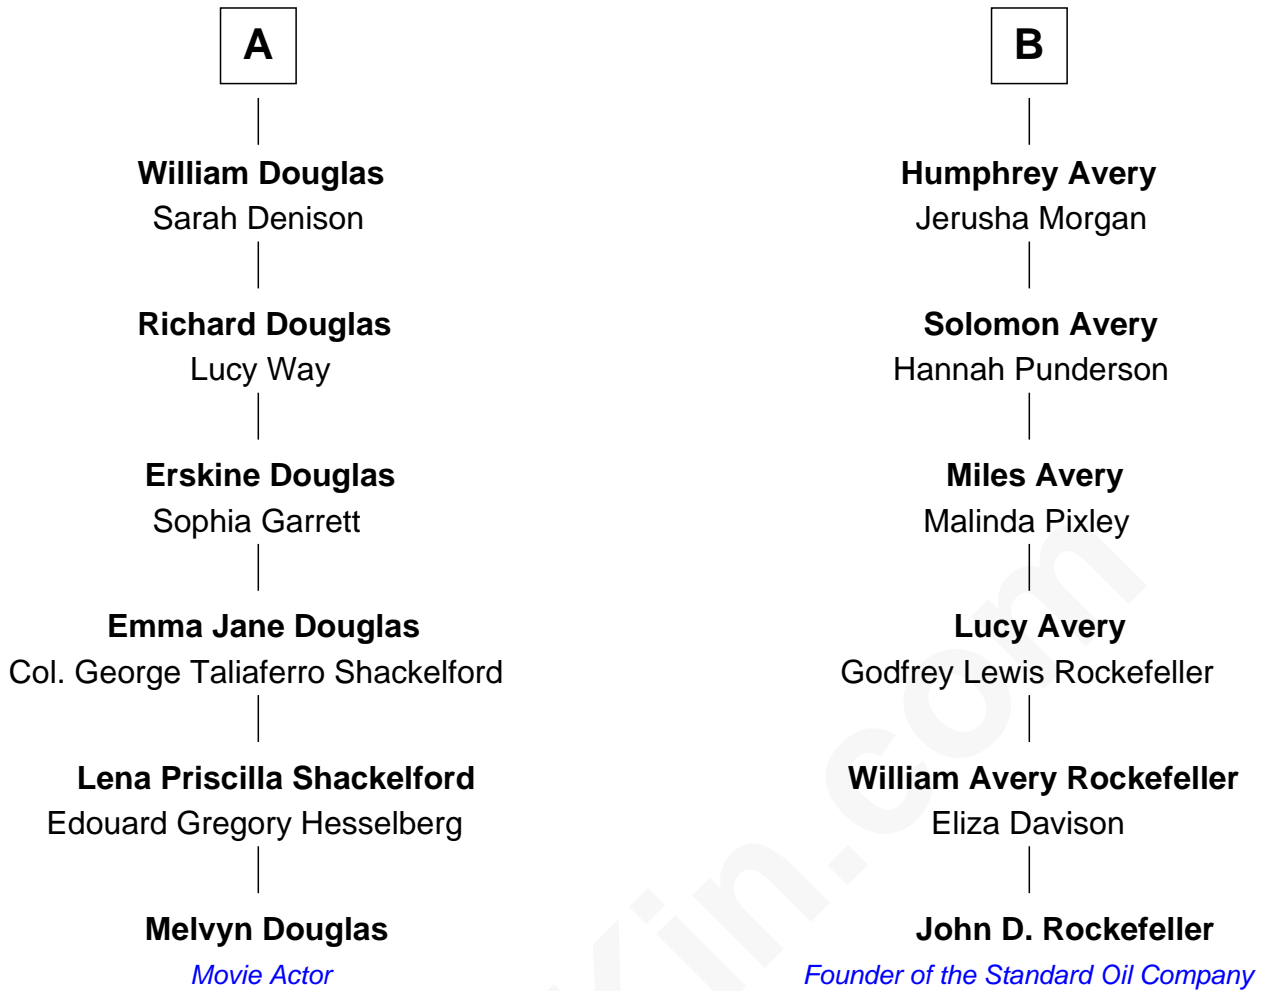 A
William Douglas
Sarah Denison
Richard Douglas
Lucy Way
Erskine Douglas
Sophia Garrett
Emma Jane Douglas
Col. George Taliaferro Shackelford
Lena Priscilla Shackelford
Edouard Gregory Hesselberg
Melvyn Douglas
Movie Actor
B
Humphrey Avery
Jerusha Morgan
Solomon Avery
Hannah Punderson
Miles Avery
Malinda Pixley
Lucy Avery
Godfrey Lewis Rockefeller
William Avery Rockefeller
Eliza Davison
John D. Rockefeller
Founder of the Standard Oil Company
Kin.com